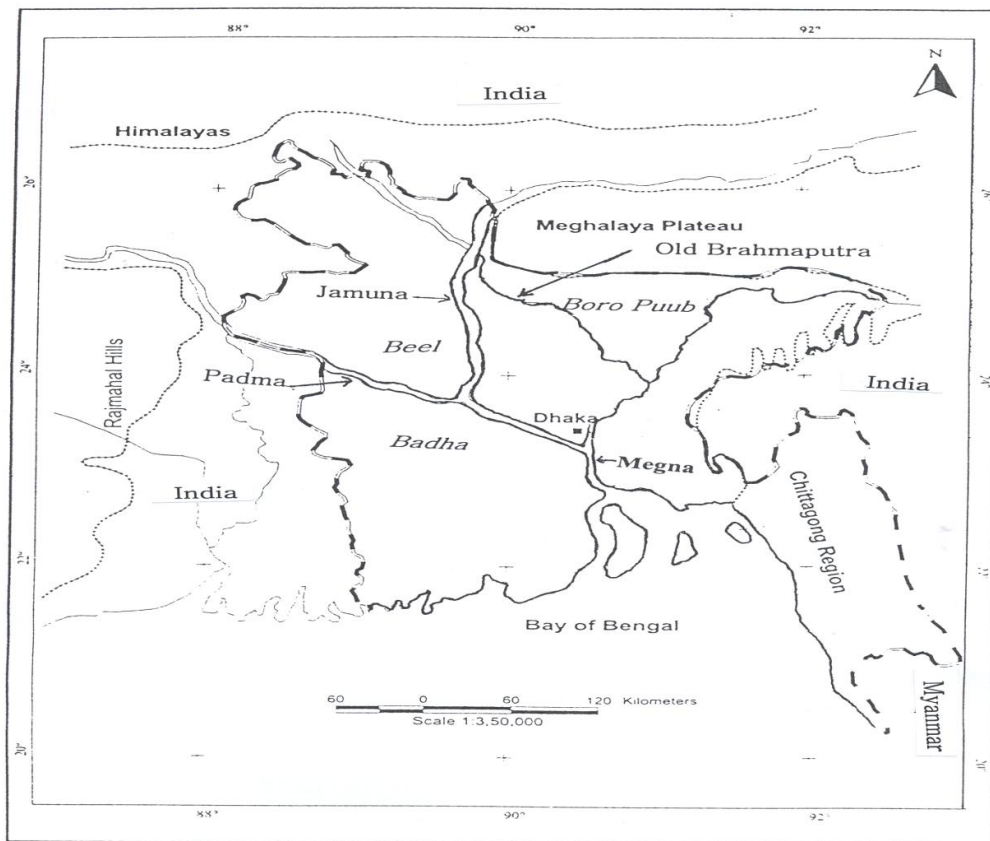 88°
90°
92°
N
India
Himalayas
26°
Meghalaya Plateau
Old Brahmaputra
Jamuna
Boro Puub
Beel
24°
Padma
India
Rajmahal Hills
Dhaka
Badha
Megna
India
Chittagong Region
22°
Bay of Bengal
Myanmar
60 0 60 120 Kilometers
Scale 1:3,50,000
20°
88°
90°
92°